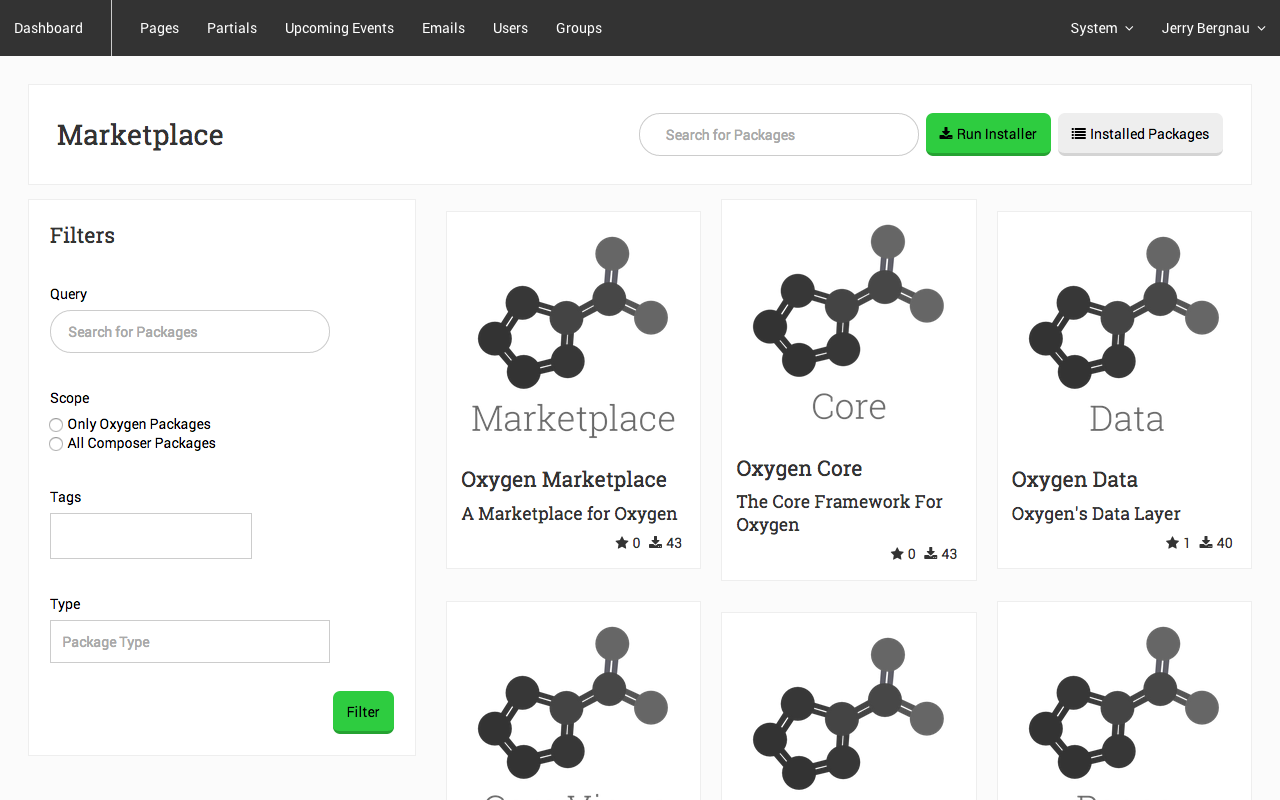 Dashboard
Pages
Partials
Upcoming Events
Emails
Users
Groups
System
Jerry Bergnau
Marketplace
Search for Packages
Run Installer
Installed Packages
Filters
Query
Search for Packages
Scope
Only Oxygen Packages
All Composer Packages
Tags
Type
Package Type
Filter
Marketplace
Oxygen Marketplace
A Marketplace for Oxygen
0 43
Core
Oxygen Core
The Core Framework For
Oxygen
0 43
Data
Oxygen Data
Oxygen's Data Layer
1 40